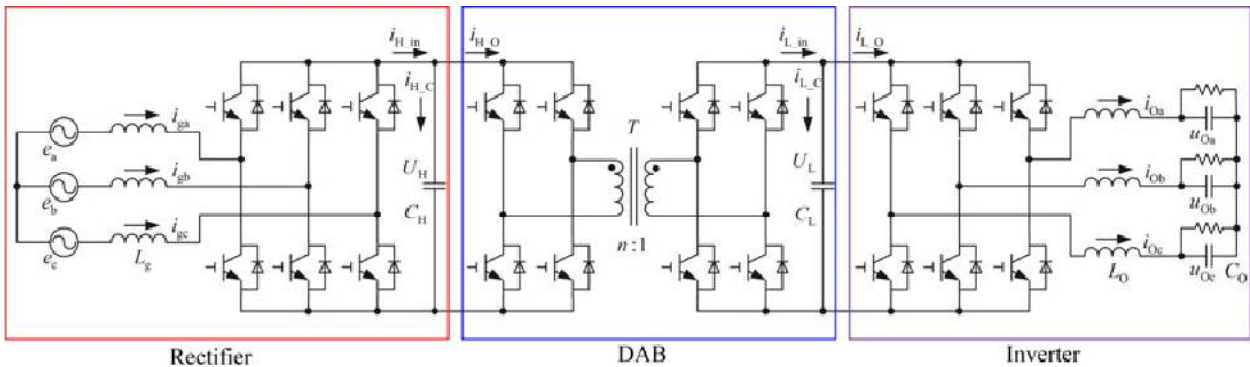 i_H_in
i_H_O
i_L_in
i_L_O
i_H_C
i_L_C
e_a
i_ga
T
i_Oa
u_Oa
e_b
i_gb
U_H
U_L
i_Ob
u_Ob
C_H
C_L
e_c
i_gc
L_g
n:1
i_Oc
L_O
u_Oc
C_O
Rectifier
DAB
Inverter